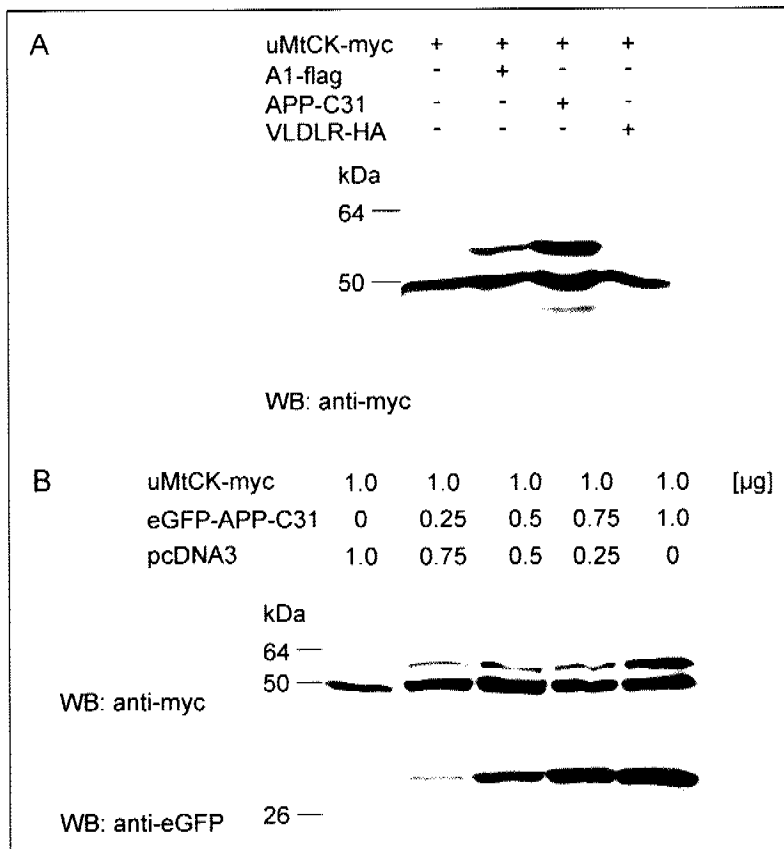 A
uMtCK-myc + + + +
A1-flag - + - -
APP-C31 - - + -
VLDLR-HA - - - +
kDa
64
50
WB: anti-myc
B
uMtCK-myc 1.0 1.0 1.0 1.0 1.0 [µg]
eGFP-APP-C31 0 0.25 0.5 0.75 1.0
pcDNA3 1.0 0.75 0.5 0.25 0
kDa
64
50
WB: anti-myc
WB: anti-eGFP 26